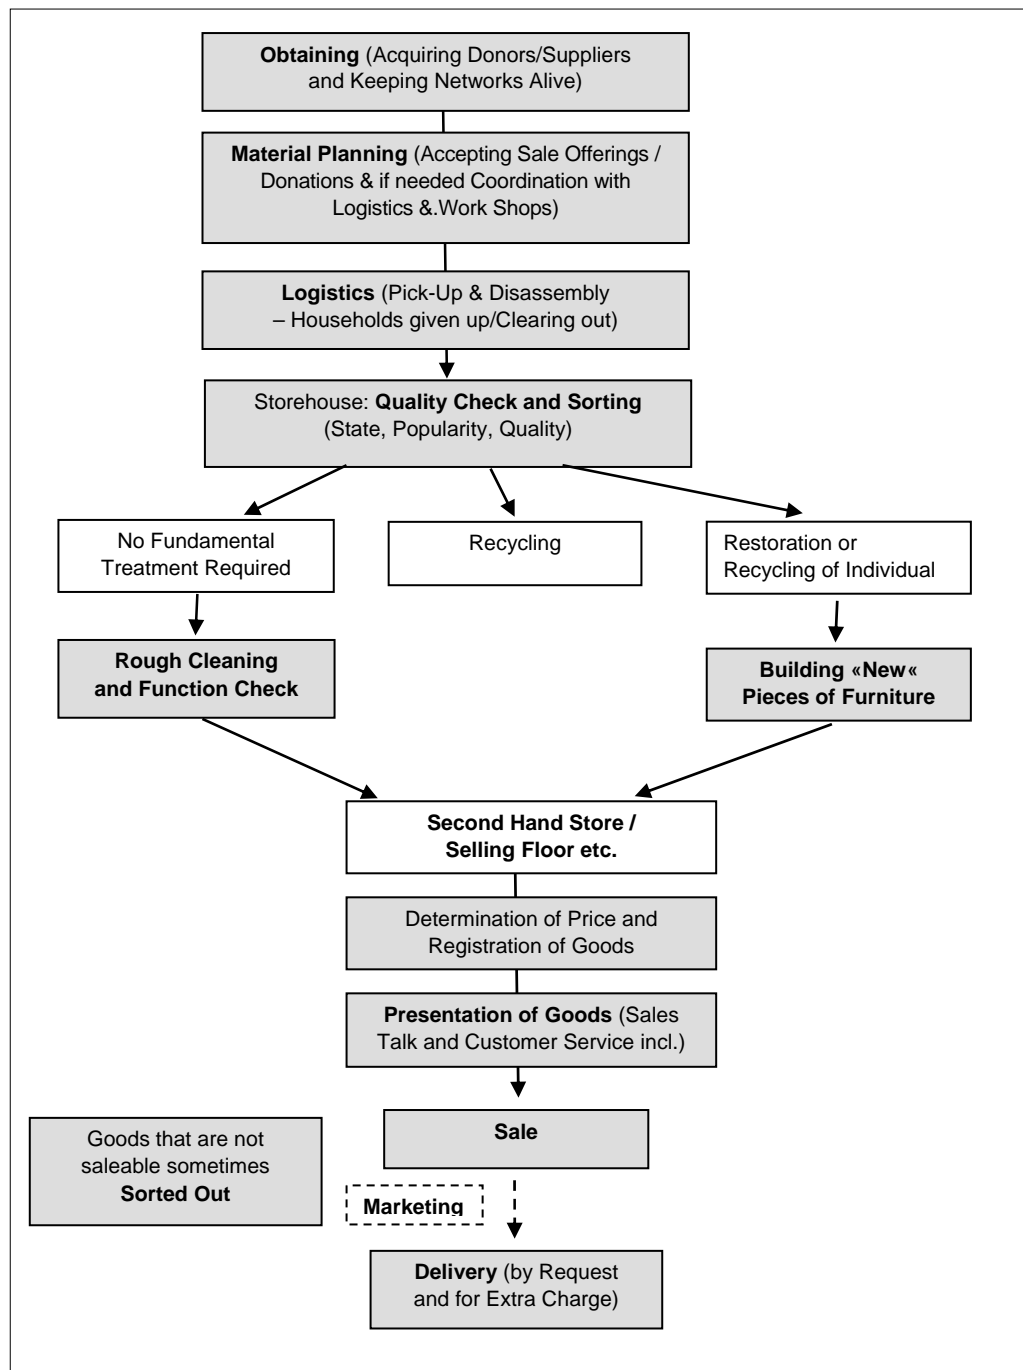 Obtaining (Acquiring Donors/Suppliers
and Keeping Networks Alive)
Material Planning (Accepting Sale Offerings /
Donations & if needed Coordination with
Logistics &.Work Shops)
Logistics (Pick-Up & Disassembly
– Households given up/Clearing out)
Storehouse: Quality Check and Sorting
(State, Popularity, Quality)
No Fundamental
Treatment Required
Recycling
Restoration or
Recycling of Individual
Rough Cleaning
and Function Check
Building «New«
Pieces of Furniture
Second Hand Store /
Selling Floor etc.
Determination of Price and
Registration of Goods
Presentation of Goods (Sales
Talk and Customer Service incl.)
Sale
Goods that are not
saleable sometimes
Sorted Out
Marketing
Delivery (by Request
and for Extra Charge)